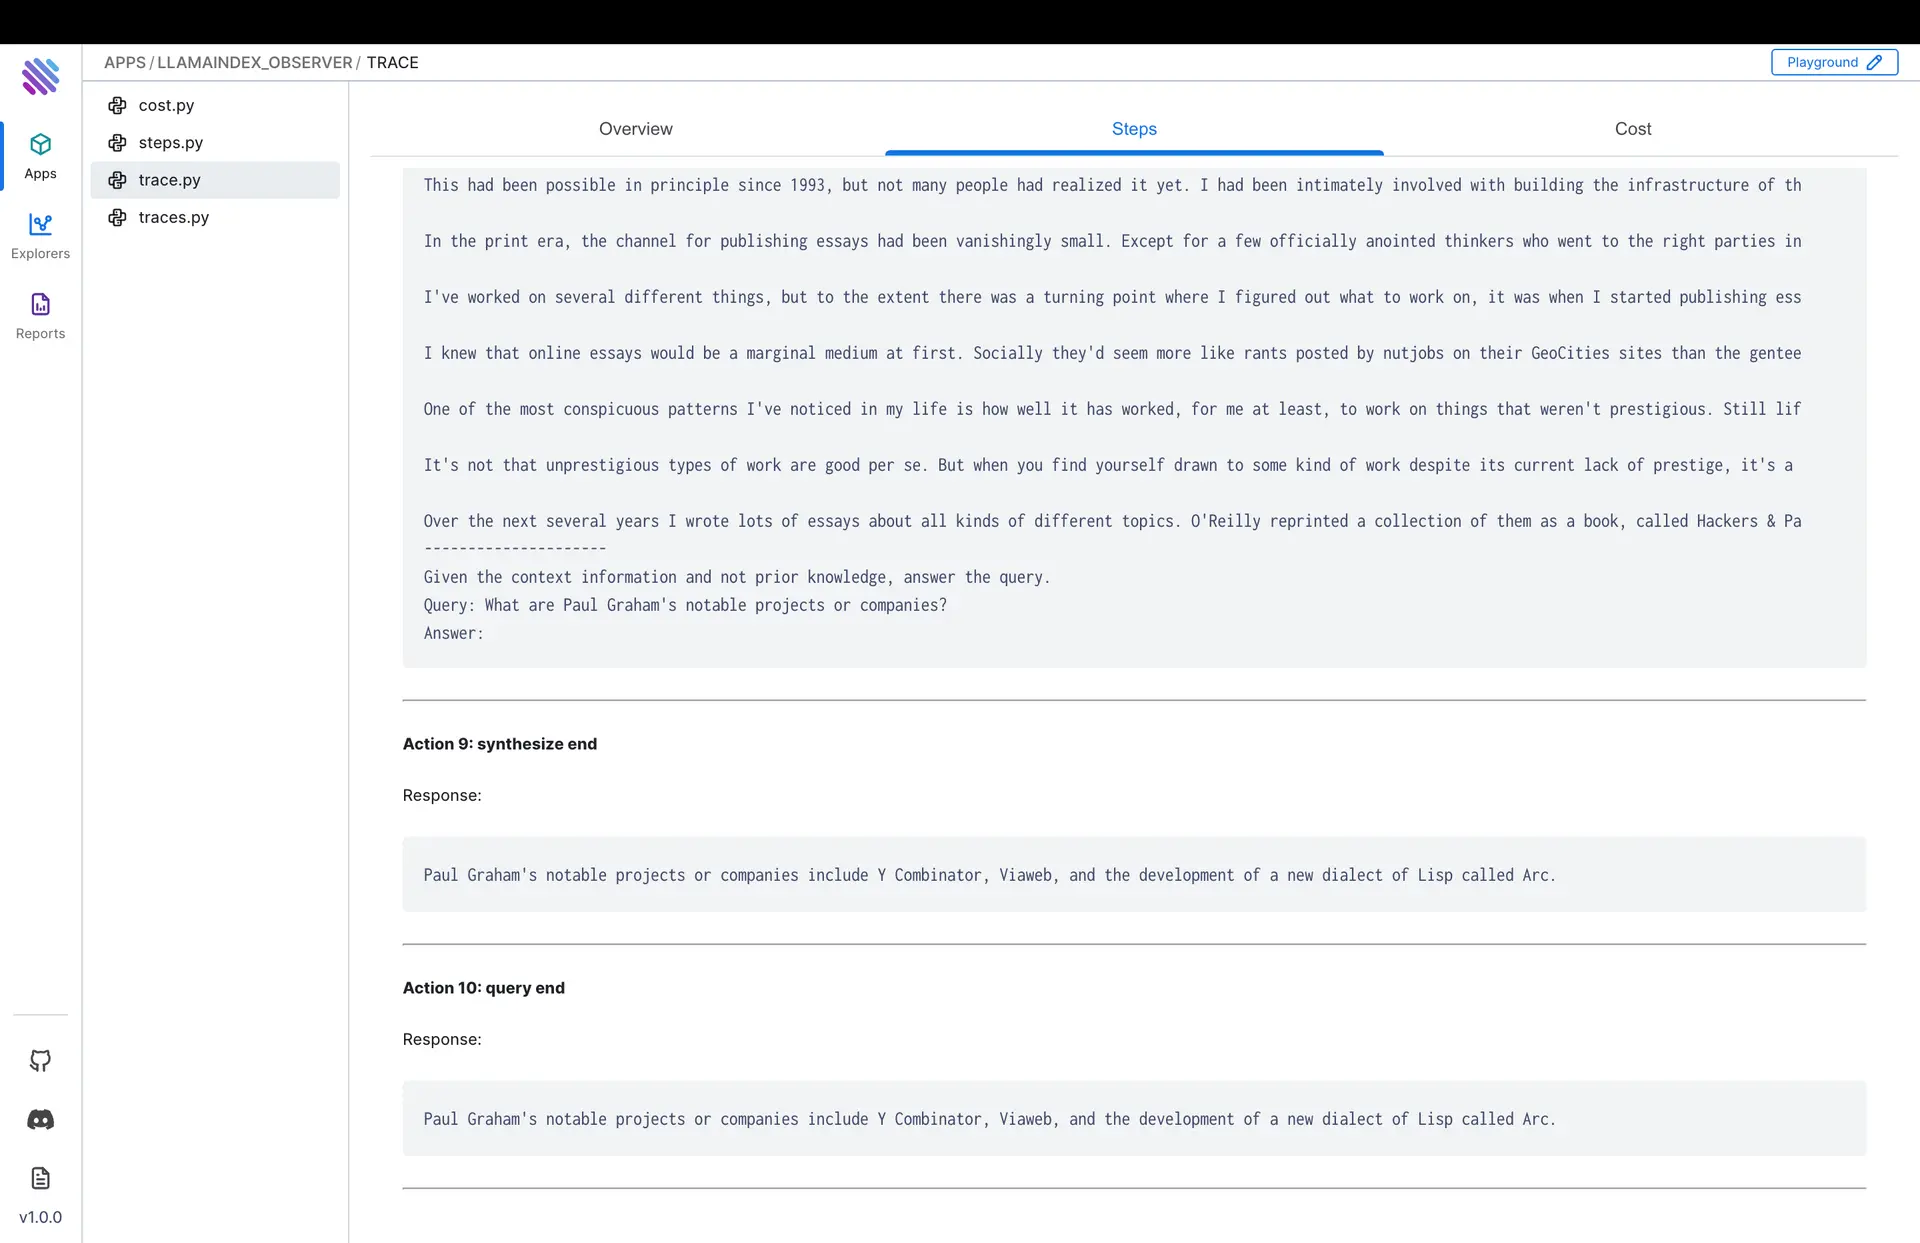 APPS / LLAMAINDEX_OBSERVER / TRACE
Playground
Apps
Explorers
Reports
v1.0.0
cost.py
steps.py
trace.py
traces.py
Overview
Steps
Cost
This had been possible in principle since 1993, but not many people had realized it yet. I had been intimately involved with building the infrastructure of th
In the print era, the channel for publishing essays had been vanishingly small. Except for a few officially anointed thinkers who went to the right parties in
I've worked on several different things, but to the extent there was a turning point where I figured out what to work on, it was when I started publishing ess
I knew that online essays would be a marginal medium at first. Socially they'd seem more like rants posted by nutjobs on their GeoCities sites than the gentee
One of the most conspicuous patterns I've noticed in my life is how well it has worked, for me at least, to work on things that weren't prestigious. Still lif
It's not that unprestigious types of work are good per se. But when you find yourself drawn to some kind of work despite its current lack of prestige, it's a
Over the next several years I wrote lots of essays about all kinds of different topics. O'Reilly reprinted a collection of them as a book, called Hackers & Pa
---------------------
Given the context information and not prior knowledge, answer the query.
Query: What are Paul Graham's notable projects or companies?
Answer:
Action 9: synthesize end
Response:
Paul Graham's notable projects or companies include Y Combinator, Viaweb, and the development of a new dialect of Lisp called Arc.
Action 10: query end
Response:
Paul Graham's notable projects or companies include Y Combinator, Viaweb, and the development of a new dialect of Lisp called Arc.